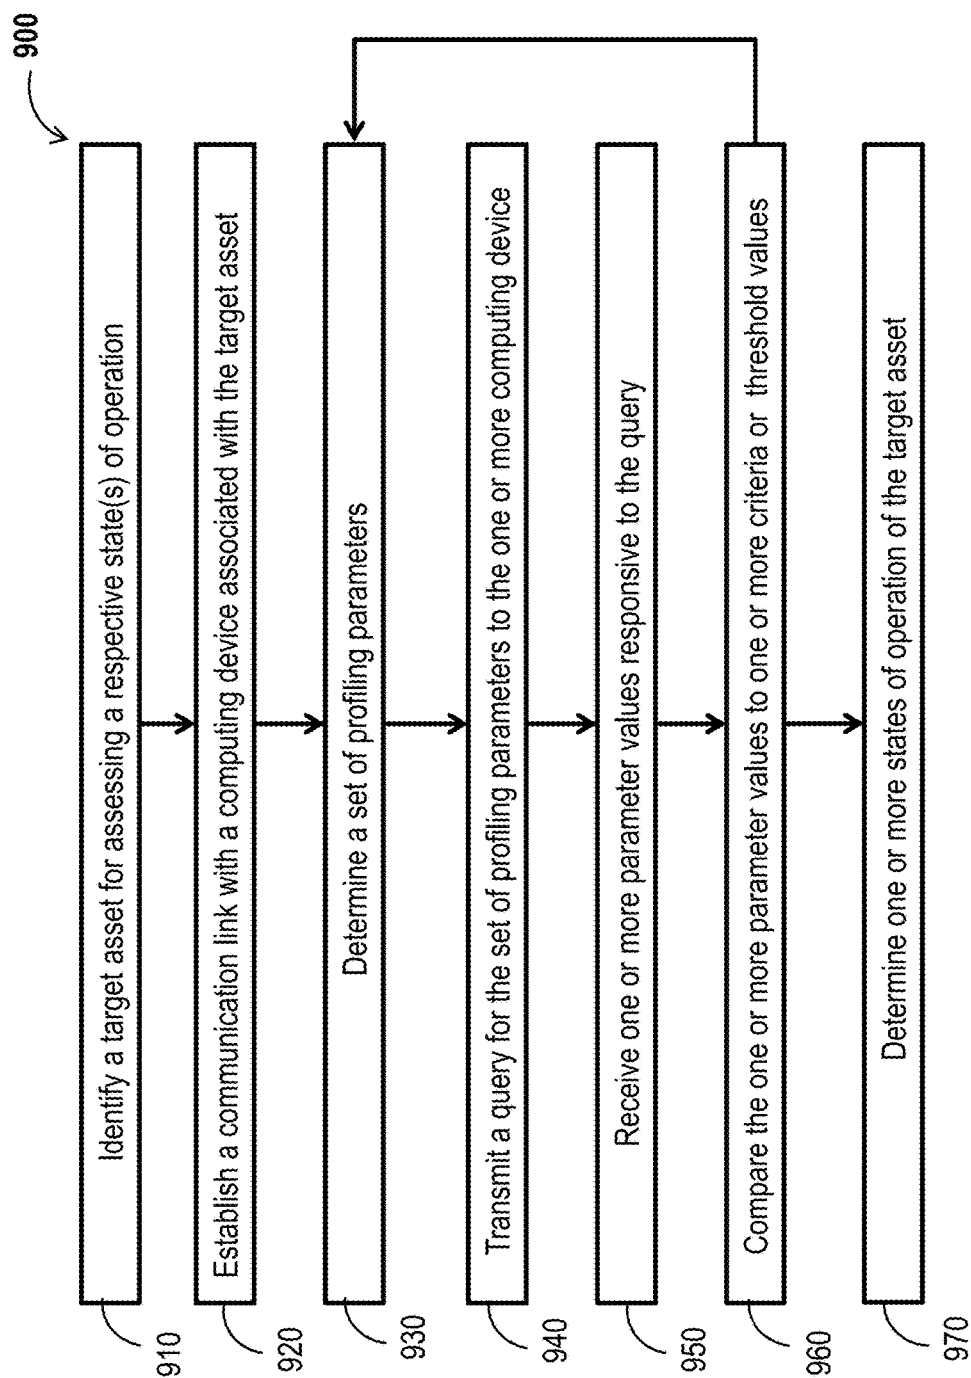 900
910
Identify a target asset for assessing a respective state(s) of operation
920
Establish a communication link with a computing device associated with the target asset
930
Determine a set of profiling parameters
940
Transmit a query for the set of profiling parameters to the one or more computing device
950
Receive one or more parameter values responsive to the query
960
Compare the one or more parameter values to one or more criteria or threshold values
970
Determine one or more states of operation of the target asset